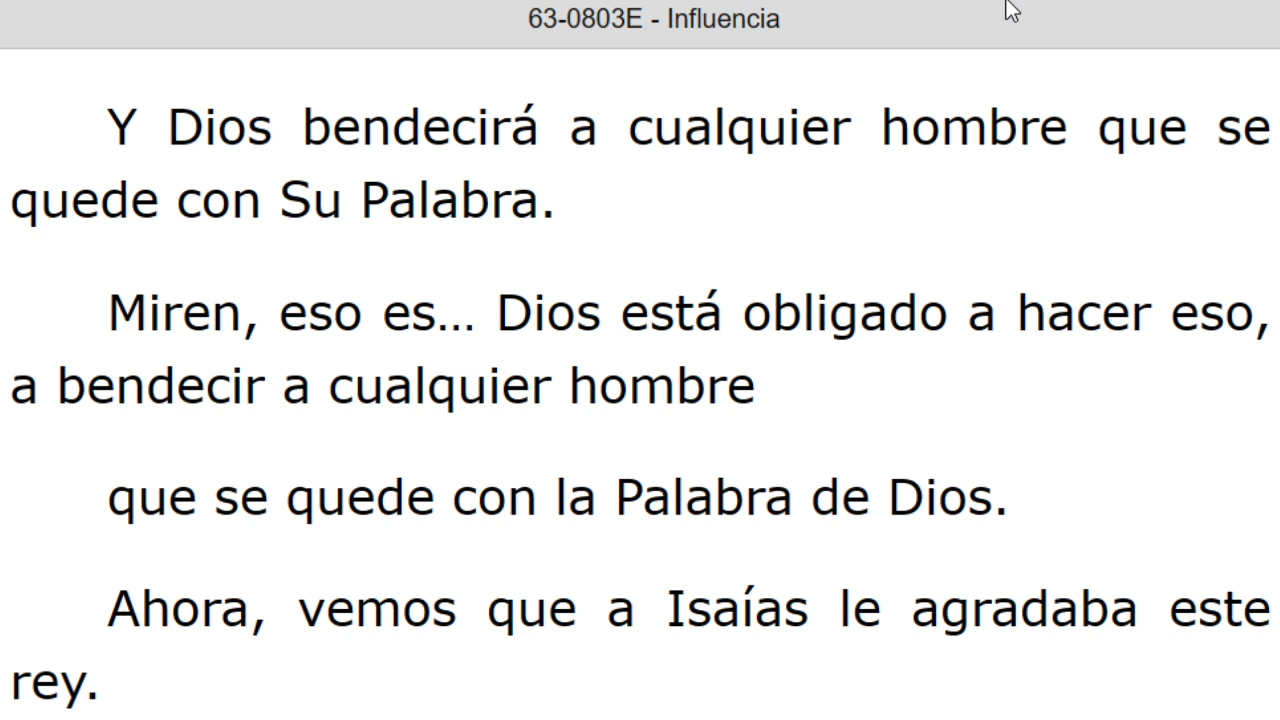 63-0803E - Influencia
Y Dios bendecirá a cualquier hombre que se
quede con Su Palabra.
Miren, eso es... Dios está obligado a hacer eso,
a bendecir a cualquier hombre
que se quede con la Palabra de Dios.
Ahora, vemos que a Isaías le agradaba este
rey.